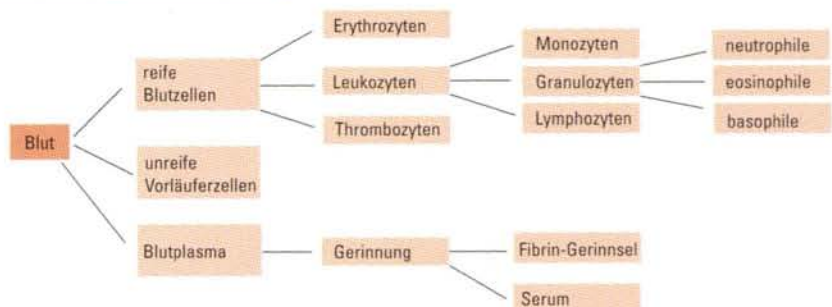 Erythrozyten
Monozyten
neutrophile
reife
Blutzellen
Leukozyten
Granulozyten
eosinophile
Lymphozyten
basophile
Thrombozyten
Blut
unreife
Vorläuferzellen
Blutplasma
Gerinnung
Fibrin-Gerinnsel
Serum